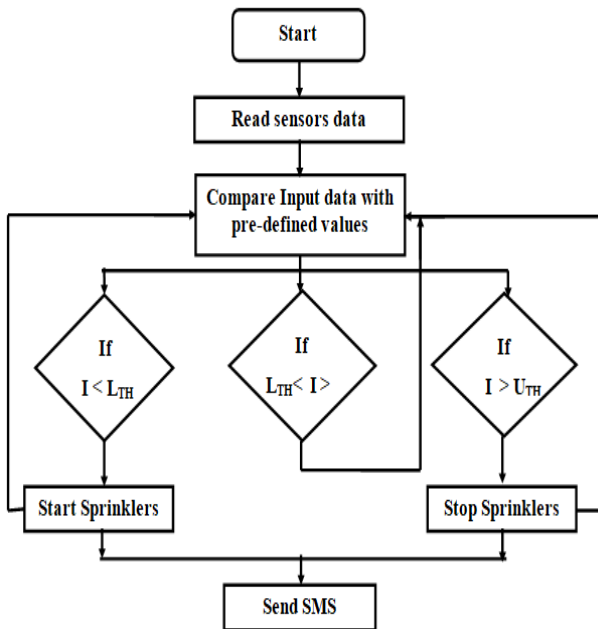 Start
Read sensors data
Compare Input data with
pre-defined values
If
I < LTH
If
LTH< I >
If
I > UTH
Start Sprinklers
Stop Sprinklers
Send SMS